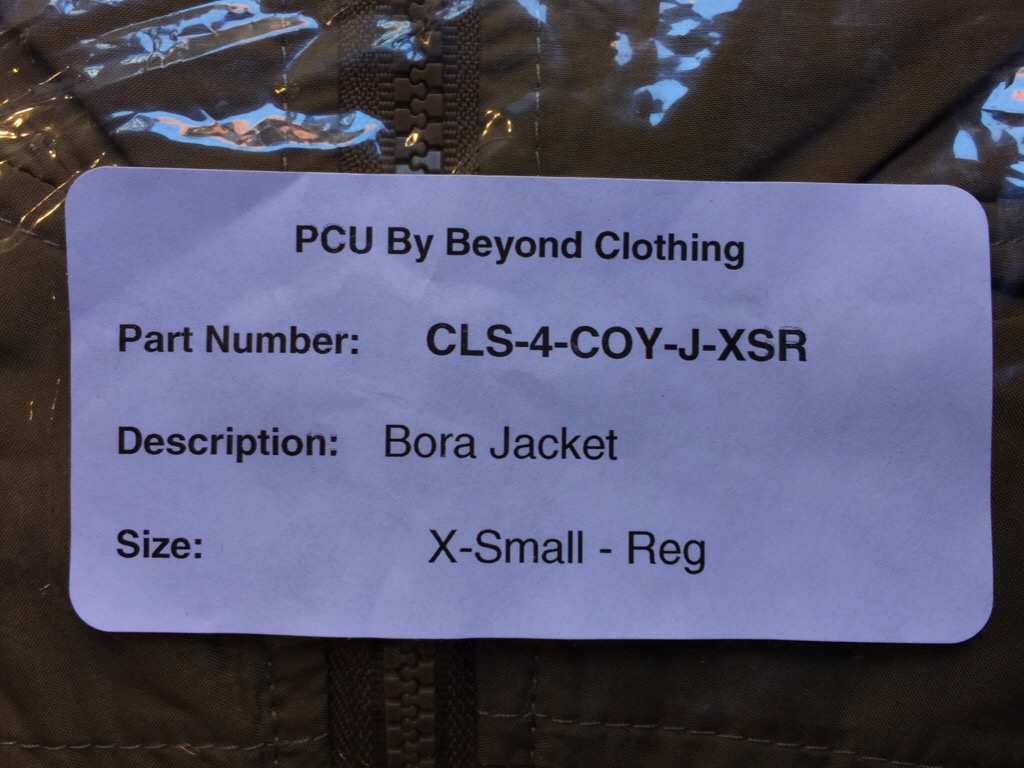 PCU By Beyond Clothing
Part Number: CLS-4-COY-J-XSR
Description: Bora Jacket
Size: X-Small - Reg